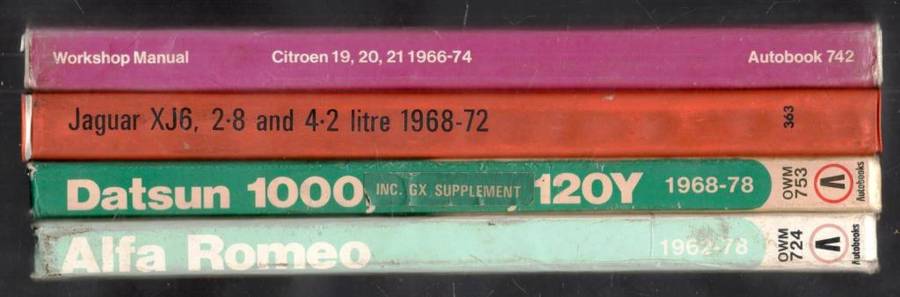 Workshop Manual Citroen 19, 20, 21 1966-74 Autobook 742
Jaguar XJ6, 2·8 and 4·2 litre 1968-72 363
Datsun 1000, INC. GX SUPPLEMENT 120Y 1968-78 OWM 753 V Autobooks
Alfa Romeo 1962-78 OWM 724 V Autobooks